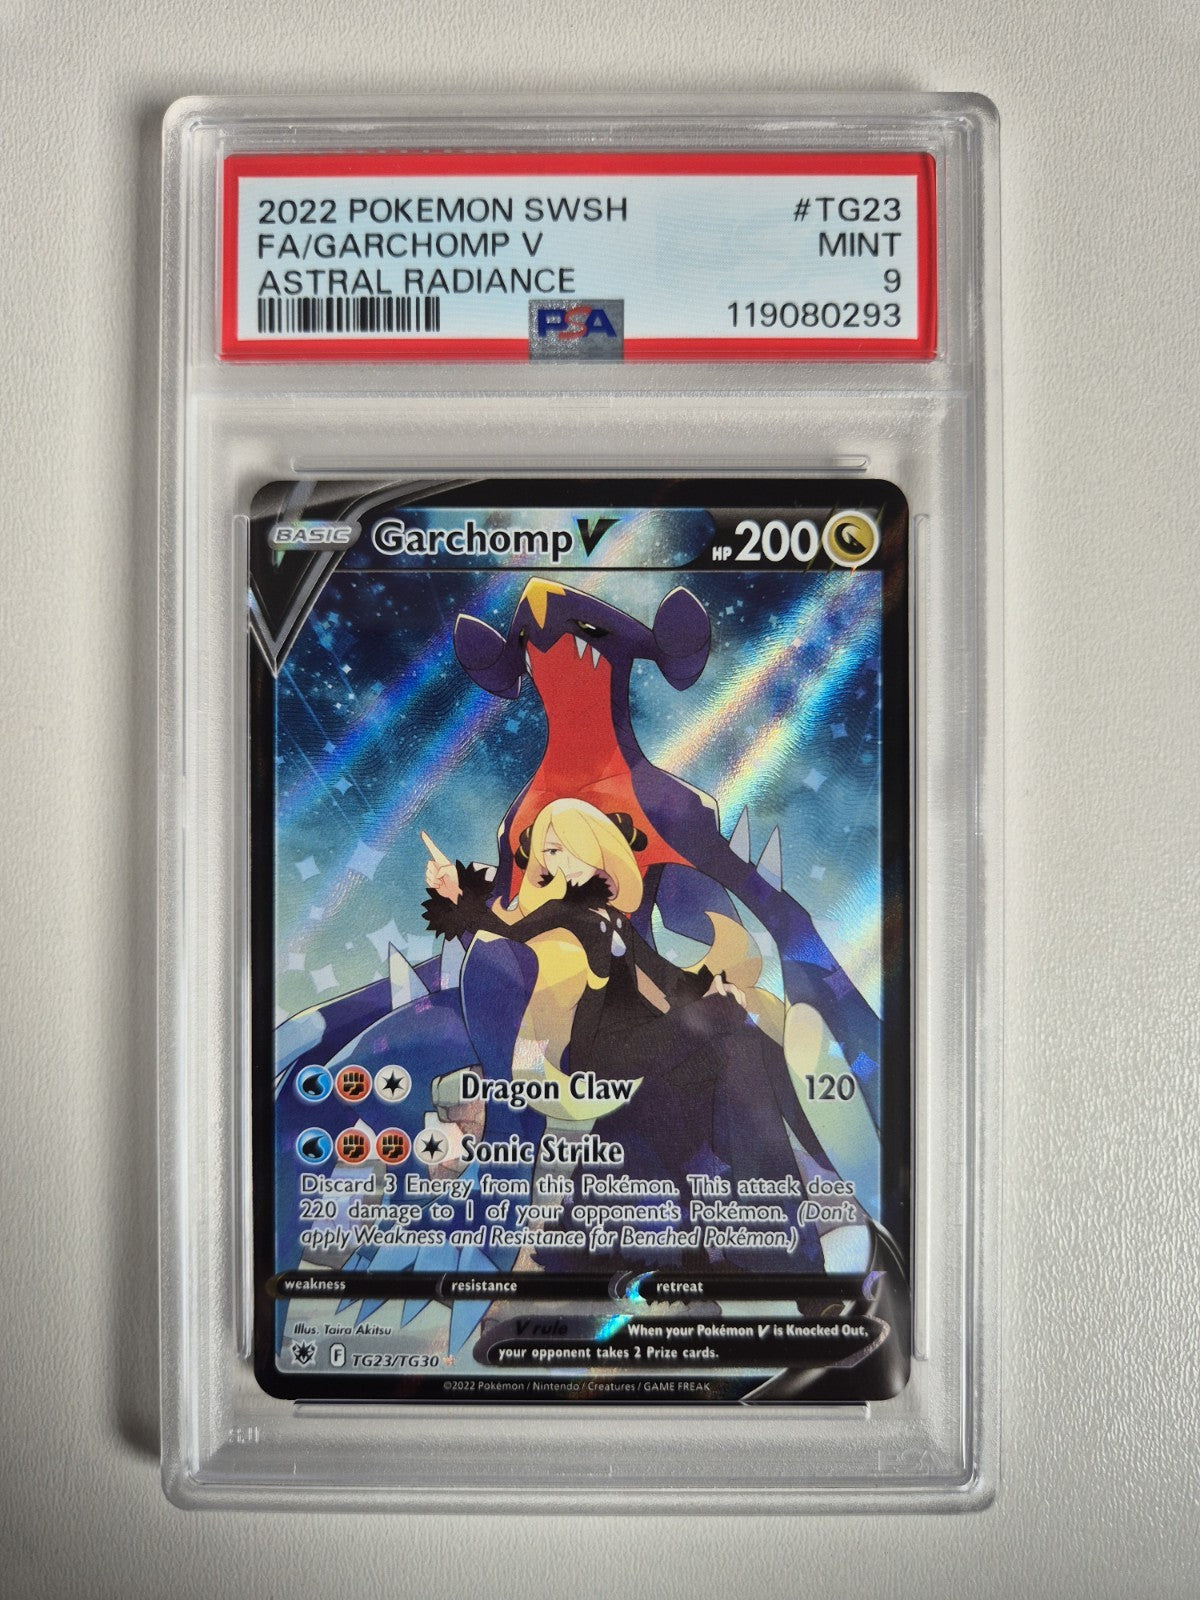 2022 POKEMON SWSH #TG23
FA/GARCHOMP V MINT
ASTRAL RADIANCE 9
PSA 119080293
BASIC Garchomp V HP 200
Dragon Claw 120
Sonic Strike
Discard 3 Energy from this Pokémon. This attack does
220 damage to 1 of your opponent's Pokémon. (Don't
apply Weakness and Resistance for Benched Pokémon.)
weakness resistance retreat
Illus. Taira Akitsu
V rule When your Pokémon V is Knocked Out,
your opponent takes 2 Prize cards.
F TG23/TG30
©2022 Pokémon / Nintendo / Creatures / GAME FREAK
PSA